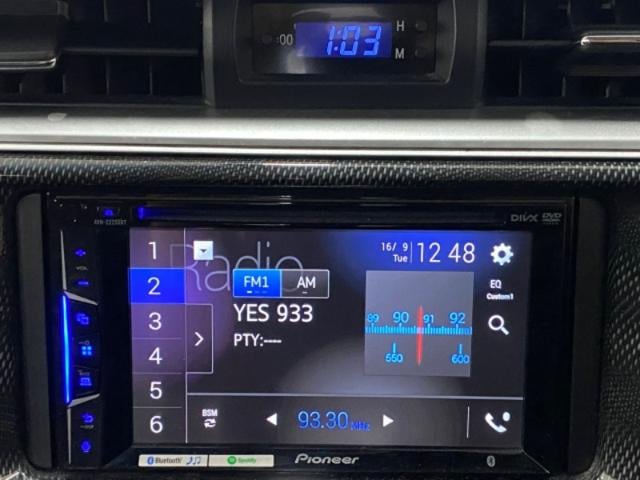 :00
1:03
H
M
DIVX DVD
VOL
Radio
16/ 9
Tue
12 48
1
2
3
4
5
6
FM1
AM
YES 933
PTY:----
EQ
Custom1
89 90 91 92
550 600
BSM
93.30 MHz
Bluetooth
Spotify
Pioneer